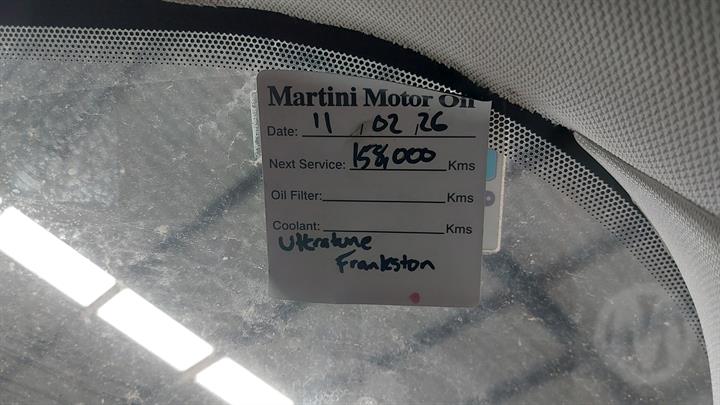 Martini Motor Oil
Date: 11 / 02 / 26
Next Service: 158,000 Kms
Oil Filter: Kms
Coolant: Kms
Ultratune
Frankston